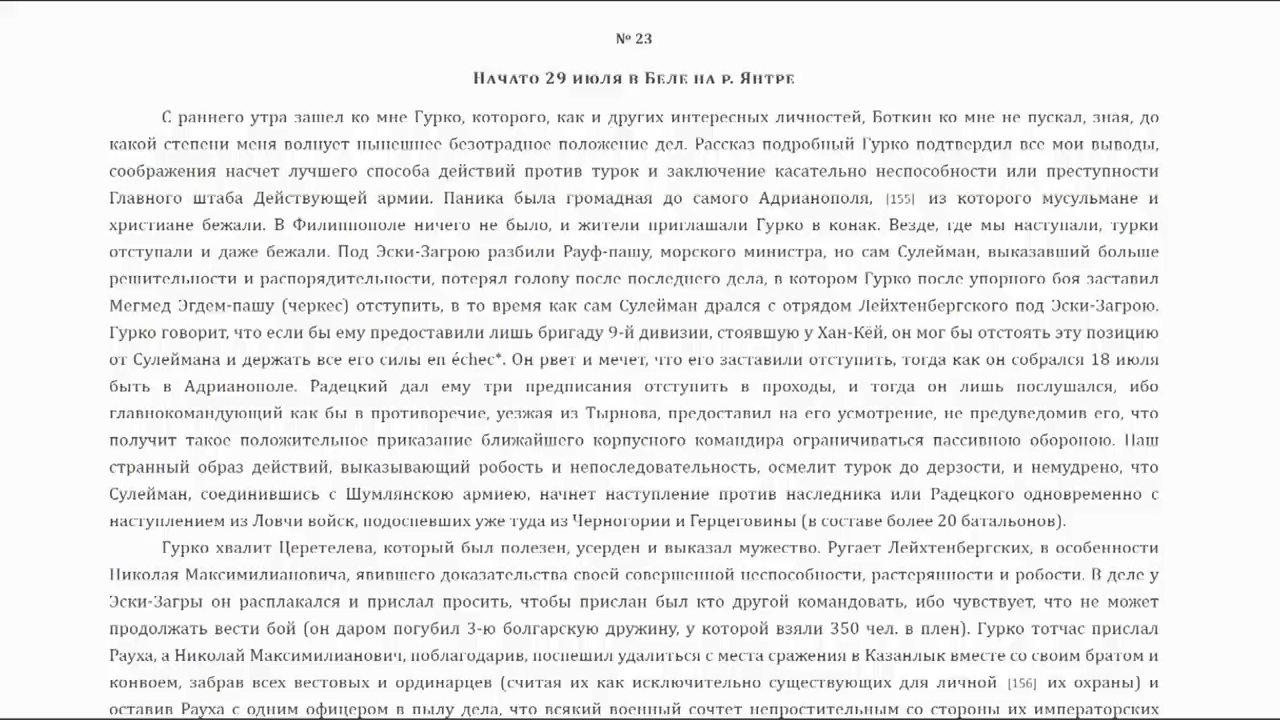 № 23
Начато 29 июля в Беле на р. Янтре
С раннего утра зашел ко мне Гурко, которого, как и других интересных личностей, Боткин ко мне не пускал, зная, до
какой степени меня волнует нынешнее безотрадное положение дел. Рассказ подробный Гурко подтвердил все мои выводы,
соображения насчет лучшего способа действий против турок и заключение касательно неспособности или преступности
Главного штаба Действующей армии. Паника была громадная до самого Адрианополя, [155] из которого мусульмане и
христиане бежали. В Филиппополе ничего не было, и жители приглашали Гурко в конак. Везде, где мы наступали, турки
отступали и даже бежали. Под Эски-Загрою разбили Рауф-пашу, морского министра, но сам Сулейман, выказавший больше
решительности и распорядительности, потерял голову после последнего дела, в котором Гурко после упорного боя заставил
Мегмед Эгдем-пашу (черкес) отступить, в то время как сам Сулейман дрался с отрядом Лейхтенбергского под Эски-Загрою.
Гурко говорит, что если бы ему предоставили лишь бригаду 9-й дивизии, стоявшую у Хан-Кёй, он мог бы отстоять эту позицию
от Сулеймана и держать все его силы en échec*. Он рвет и мечет, что его заставили отступить, тогда как он собрался 18 июля
быть в Адрианополе. Радецкий дал ему три предписания отступить в проходы, и тогда он лишь послушался, ибо
главнокомандующий как бы в противоречие, уезжая из Тырнова, предоставил на его усмотрение, не предуведомив его, что
получит такое положительное приказание ближайшего корпусного командира ограничиваться пассивною обороною. Наш
странный образ действий, выказывающий робость и непоследовательность, осмелит турок до дерзости, и немудрено, что
Сулейман, соединившись с Шумлянскою армиею, начнет наступление против наследника или Радецкого одновременно с
наступлением из Ловчи войск, подоспевших уже туда из Черногории и Герцеговины (в составе более 20 батальонов).
Гурко хвалит Церетелева, который был полезен, усерден и выказал мужество. Ругает Лейхтенбергских, в особенности
Николая Максимилиановича, явившего доказательства своей совершенной неспособности, растерянности и робости. В деле у
Эски-Загры он расплакался и прислал просить, чтобы прислан был кто другой командовать, ибо чувствует, что не может
продолжать вести бой (он даром погубил 3-ю болгарскую дружину, у которой взяли 350 чел. в плен). Гурко тотчас прислал
Рауха, а Николай Максимилианович, поблагодарив, поспешил удалиться с места сражения в Казанлык вместе со своим братом и
конвоем, забрав всех вестовых и ординарцев (считая их как исключительно существующих для личной [156] их охраны) и
оставив Рауха с одним офицером в пылу дела, что всякий военный сочтет непростительным со стороны их императорских